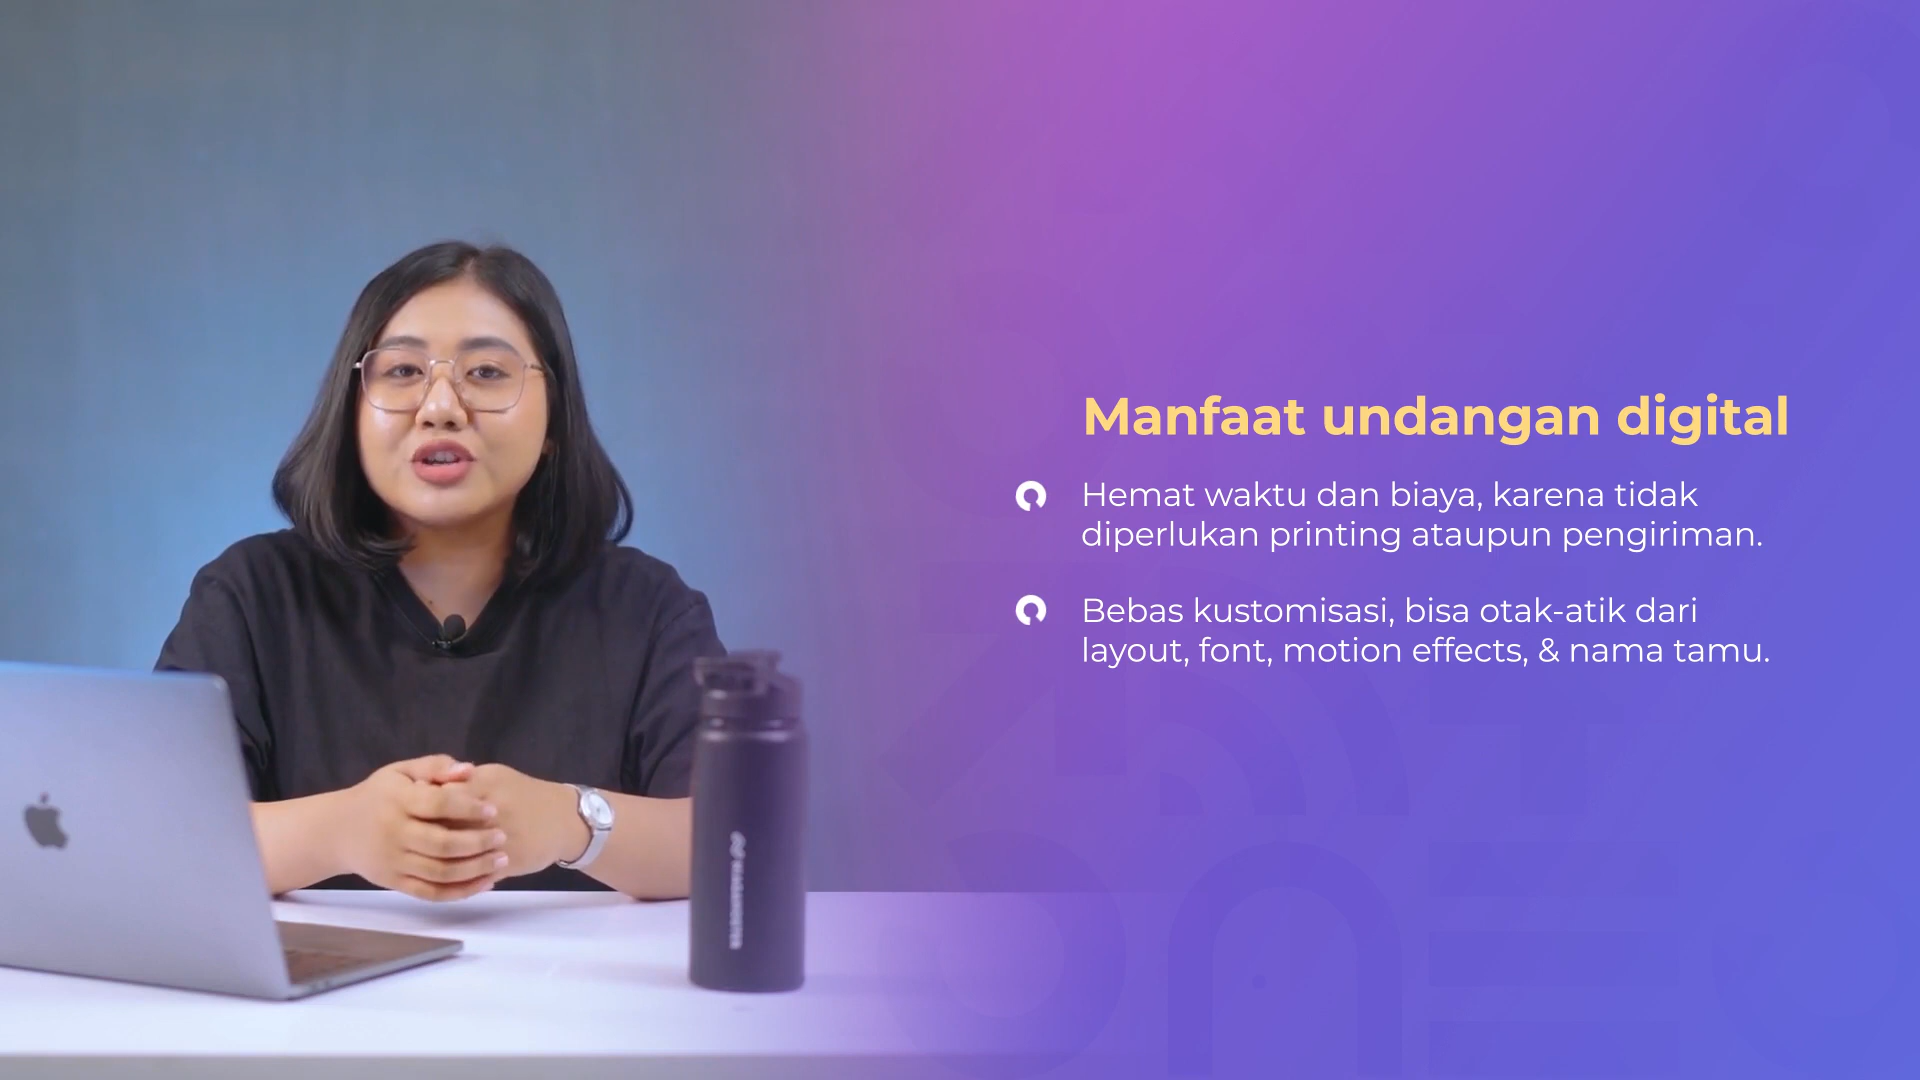 Manfaat undangan digital
Hemat waktu dan biaya, karena tidak
diperlukan printing ataupun pengiriman.
Bebas kustomisasi, bisa otak-atik dari
layout, font, motion effects, & nama tamu.